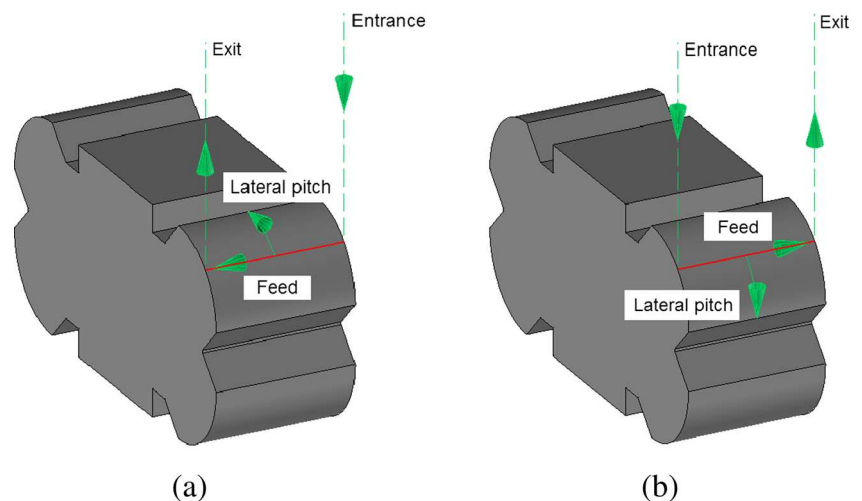 Exit
Entrance
Lateral pitch
Feed
(a)
Entrance
Exit
Feed
Lateral pitch
(b)